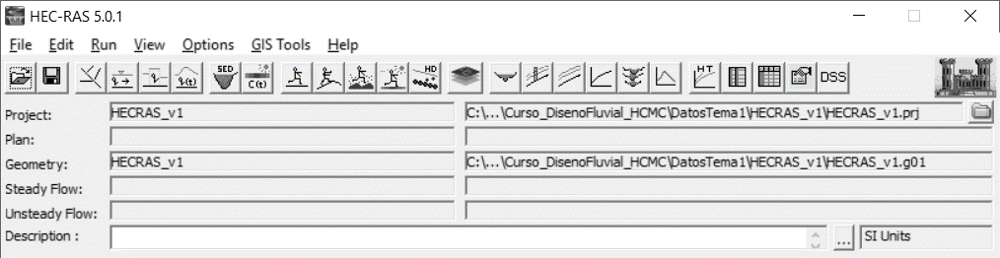 HEC-RAS 5.0.1
File Edit Run View Options GIS Tools Help
SED C(t) HD HT DSS
Project: HECRAS_v1 C:\...\Curso_DisenoFluvial_HCMC\DatosTema1\HECRAS_v1\HECRAS_v1.prj
Plan:
Geometry: HECRAS_v1 C:\...\Curso_DisenoFluvial_HCMC\DatosTema1\HECRAS_v1\HECRAS_v1.g01
Steady Flow:
Unsteady Flow:
Description : ... SI Units